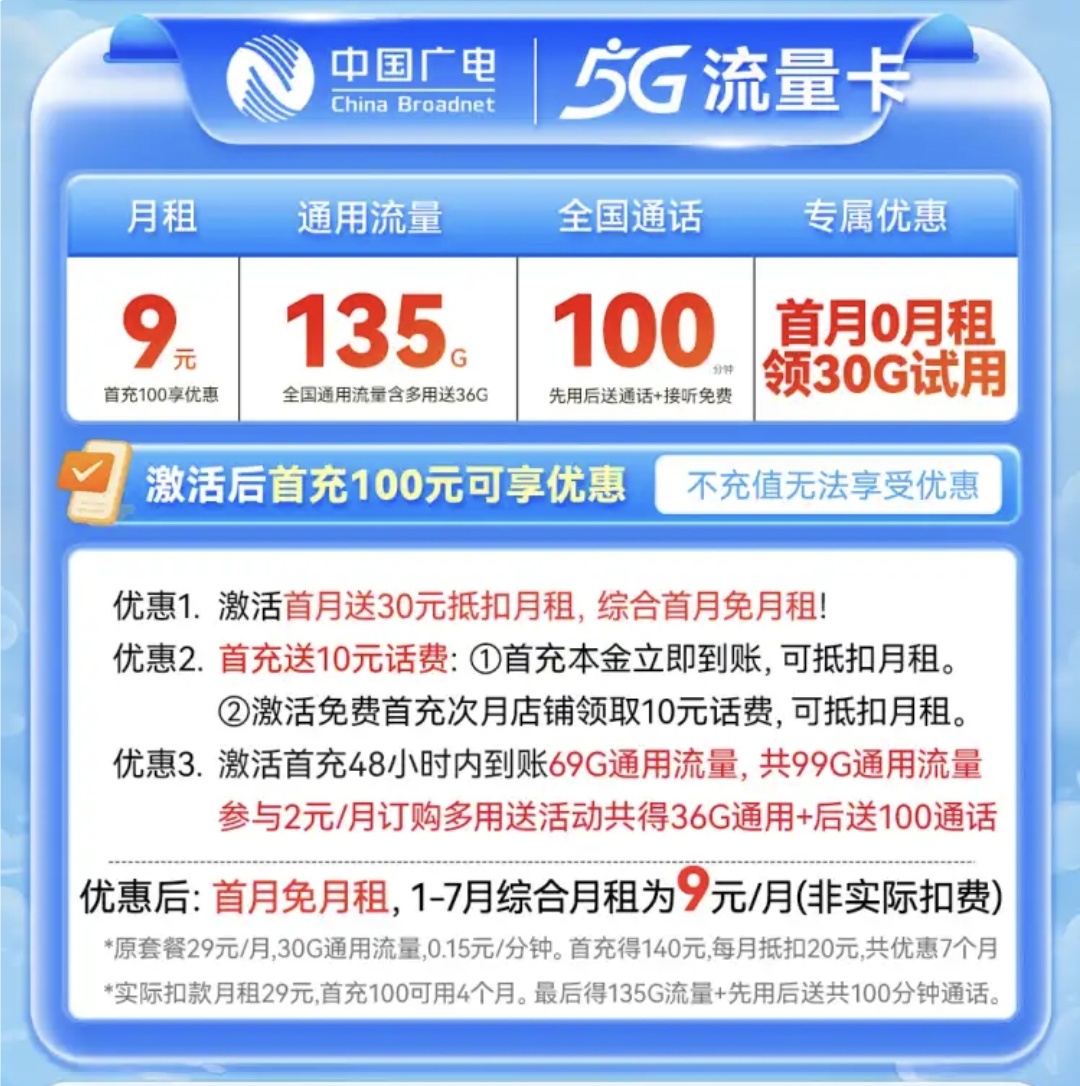 中国广电
China Broadnet
5G 流量卡
月租 通用流量 全国通话 专属优惠
9元
首充100享优惠
135G
全国通用流量含多用送36G
100分钟
先用后送通话+接听免费
首月0月租
领30G试用
激活后首充100元可享优惠 不充值无法享受优惠
优惠1. 激活首月送30元抵扣月租, 综合首月免月租!
优惠2. 首充送10元话费: ①首充本金立即到账, 可抵扣月租。
②激活免费首充次月店铺领取10元话费, 可抵扣月租。
优惠3. 激活首充48小时内到账69G通用流量, 共99G通用流量
参与2元/月订购多用送活动共得36G通用+后送100通话
优惠后: 首月免月租, 1-7月综合月租为9元/月(非实际扣费)
*原套餐29元/月,30G通用流量,0.15元/分钟。首充得140元,每月抵扣20元,共优惠7个月
*实际扣款月租29元,首充100可用4个月。最后得135G流量+先用后送共100分钟通话。